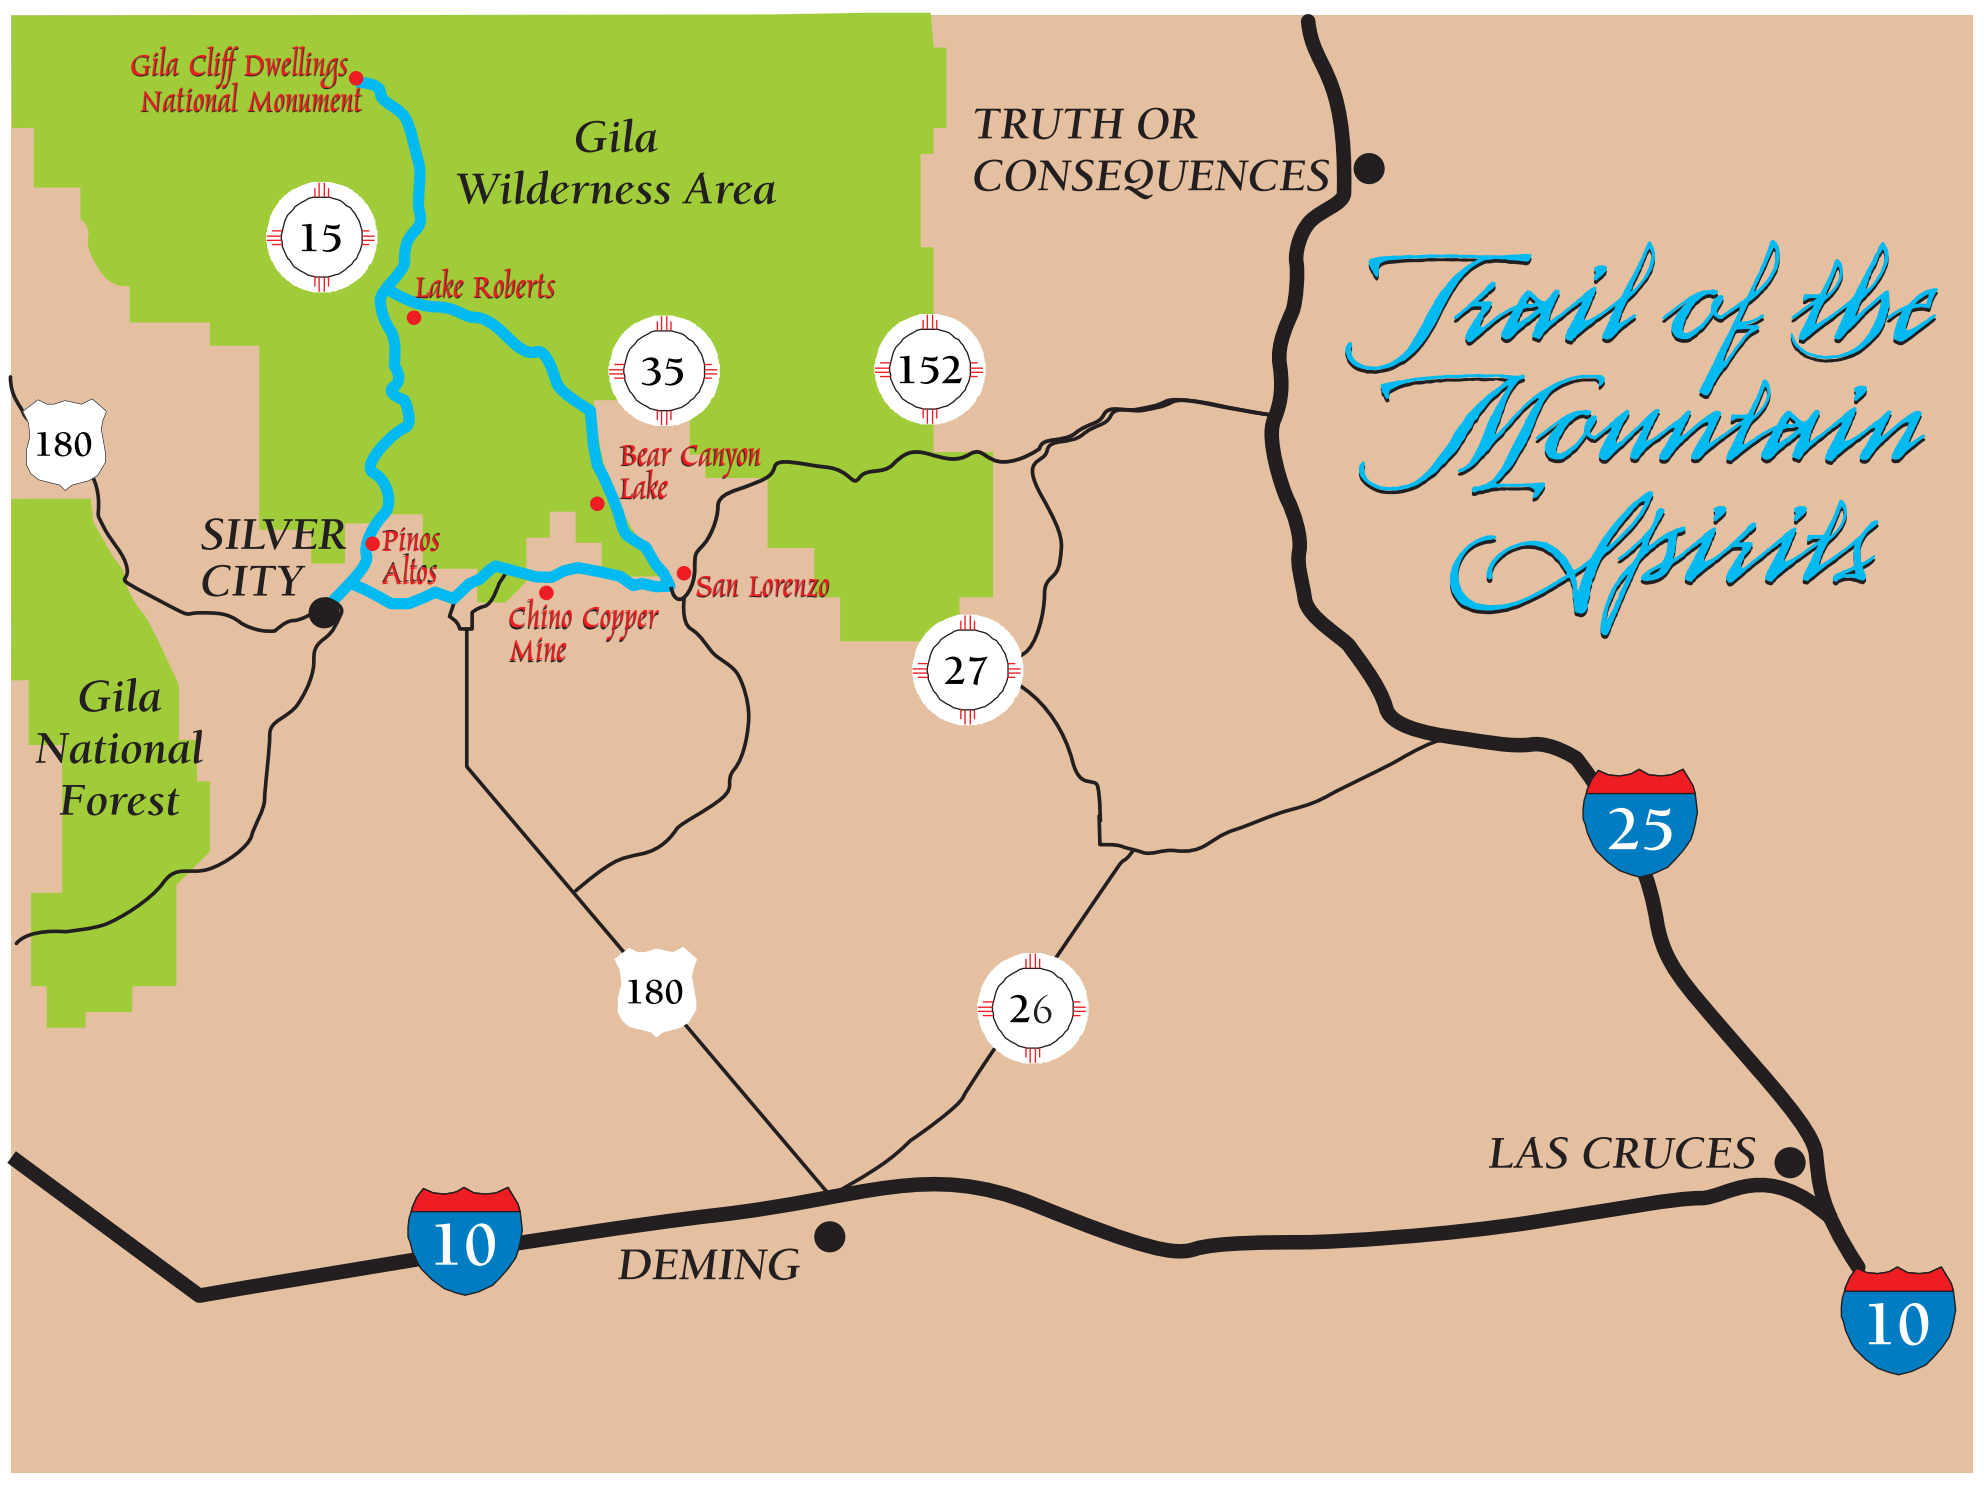 Gila Cliff Dwellings
National Monument
Gila
Wilderness Area
TRUTH OR
CONSEQUENCES
15
Lake Roberts
Trail of the
Mountain
Spirits
35
152
180
Bear Canyon
Lake
SILVER
CITY
Pinos
Altos
San Lorenzo
Chino Copper
Mine
27
Gila
National
Forest
25
180
26
LAS CRUCES
10
DEMING
10